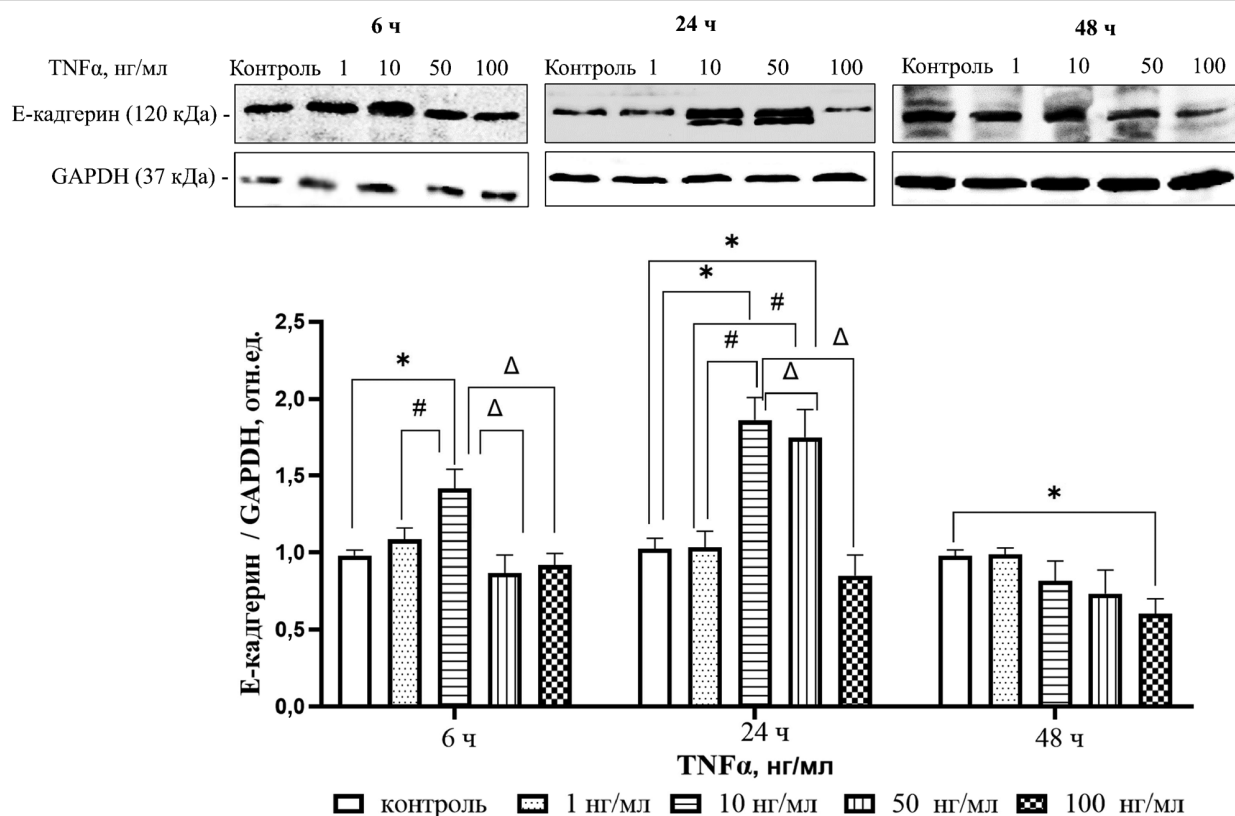 6 ч 24 ч 48 ч
TNFα, нг/мл Контроль 1 10 50 100 Контроль 1 10 50 100 Контроль 1 10 50 100
Е-кадгерин (120 кДа) -
GAPDH (37 кДа) -
Е-кадгерин / GAPDH, отн.ед.
2,5
2,0
1,5
1,0
0,5
0,0
* # Δ Δ
* * # # Δ Δ
*
6 ч 24 ч 48 ч
TNFα, нг/мл
контроль 1 нг/мл 10 нг/мл 50 нг/мл 100 нг/мл